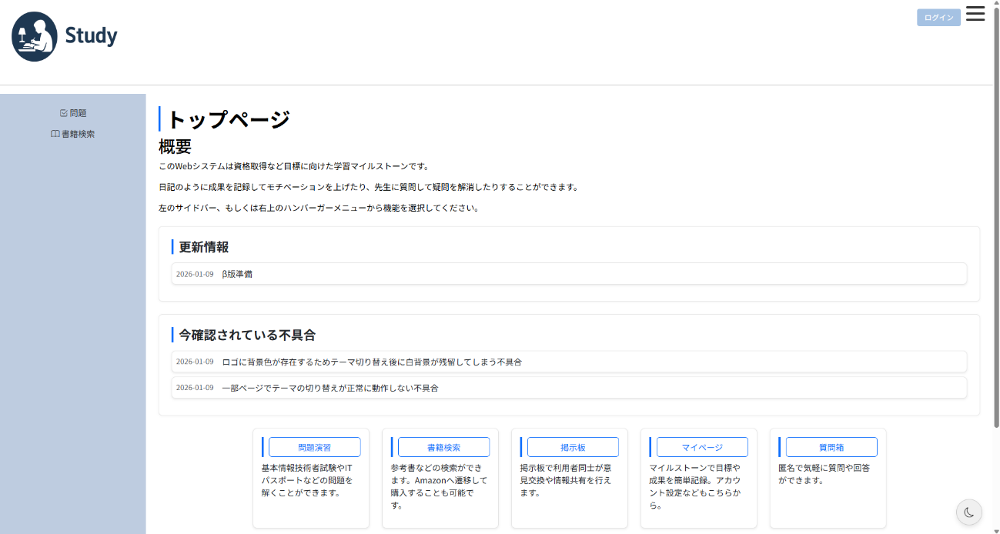 Study
ログイン
問題
書籍検索
トップページ
概要
このWebシステムは資格取得など目標に向けた学習マイルストーンです。
日記のように成果を記録してモチベーションを上げたり、先生に質問して疑問を解消したりすることができます。
左のサイドバー、もしくは右上のハンバーガーメニューから機能を選択してください。
更新情報
2026-01-09 β版準備
今確認されている不具合
2026-01-09 ロゴに背景色が存在するためテーマ切り替え後に白背景が残留してしまう不具合
2026-01-09 一部ページでテーマの切り替えが正常に動作しない不具合
問題演習
基本情報技術者試験やIT
パスポートなどの問題を
解くことができます。
書籍検索
参考書などの検索ができ
ます。Amazonへ遷移して
購入することも可能で
す。
掲示板
掲示板で利用者同士が意
見交換や情報共有を行え
ます。
マイページ
マイルストーンで目標や
成果を簡単記録。アカウ
ント設定などもこちらか
ら。
質問箱
匿名で気軽に質問や回答
ができます。